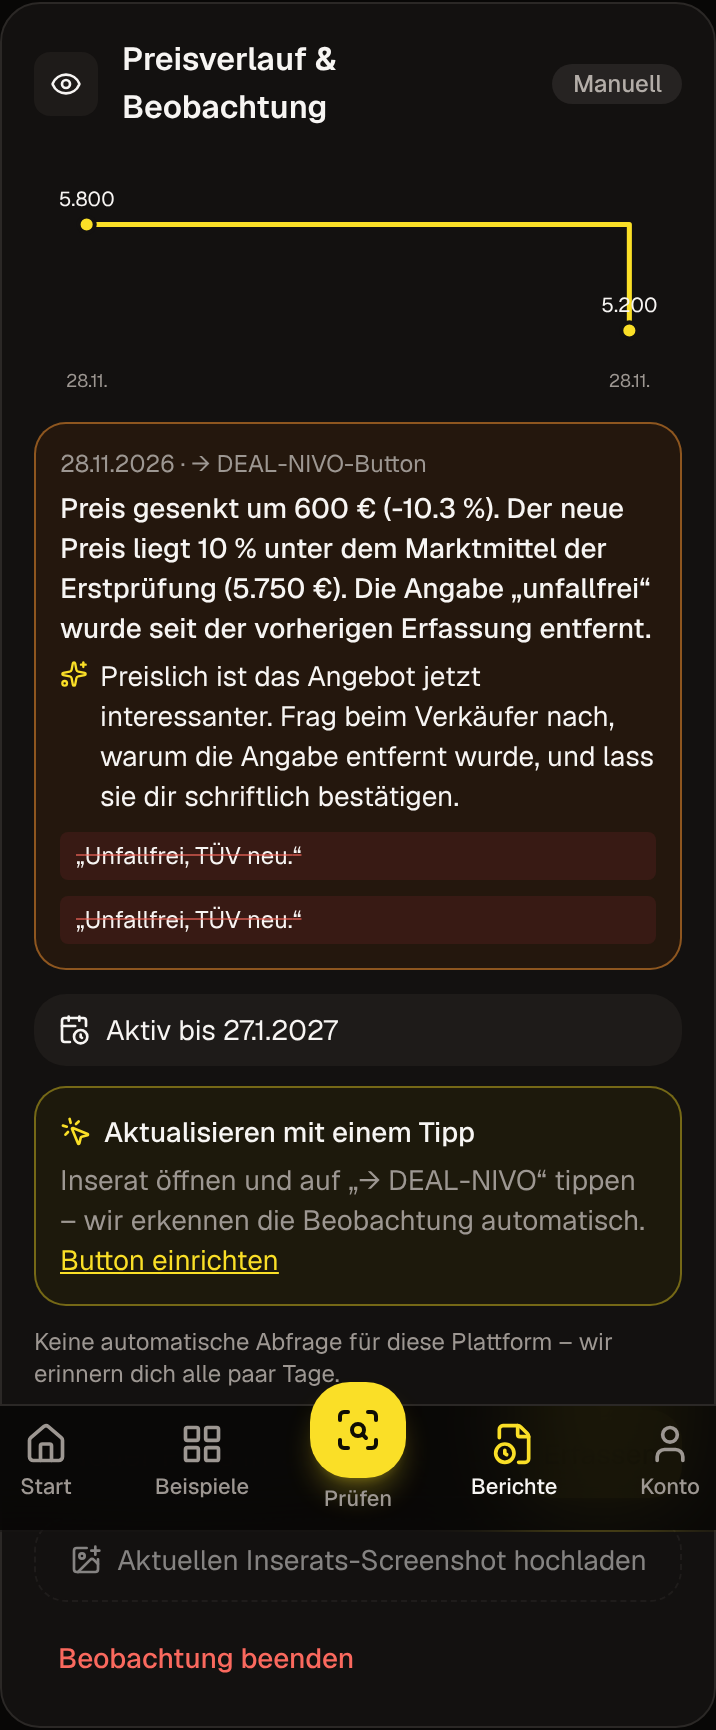 Preisverlauf &
Beobachtung
Manuell
5.800
5.200
28.11.
28.11.
28.11.2026 · → DEAL-NIVO-Button
Preis gesenkt um 600 € (-10.3 %). Der neue
Preis liegt 10 % unter dem Marktmittel der
Erstprüfung (5.750 €). Die Angabe „unfallfrei“
wurde seit der vorherigen Erfassung entfernt.
Preislich ist das Angebot jetzt
interessanter. Frag beim Verkäufer nach,
warum die Angabe entfernt wurde, und lass
sie dir schriftlich bestätigen.
„Unfallfrei, TÜV neu.“
„Unfallfrei, TÜV neu.“
Aktiv bis 27.1.2027
Aktualisieren mit einem Tipp
Inserat öffnen und auf „→ DEAL-NIVO“ tippen
– wir erkennen die Beobachtung automatisch.
Button einrichten
Keine automatische Abfrage für diese Plattform – wir
erinnern dich alle paar Tage.
Start
Beispiele
Prüfen
Berichte
Konto
Aktuellen Inserats-Screenshot hochladen
Beobachtung beenden